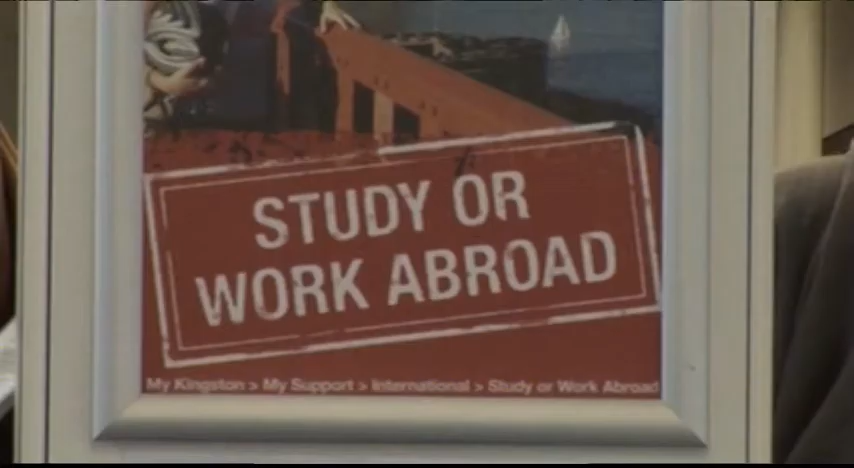 STUDY OR
WORK ABROAD
My Kingston > My Support > International > Study or Work Abroad